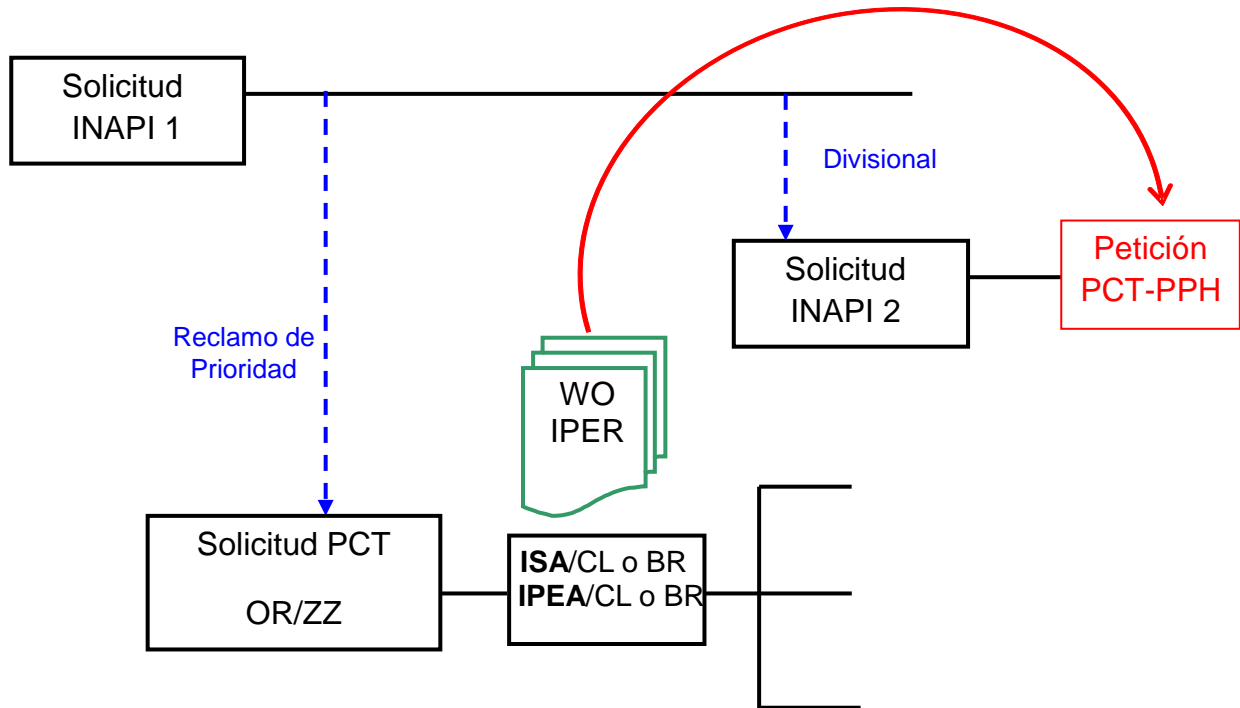 Solicitud
INAPI 1
Divisional
Solicitud
INAPI 2
Petición
PCT-PPH
Reclamo de
Prioridad
WO
IPER
Solicitud PCT
OR/ZZ
ISA/CL o BR
IPEA/CL o BR